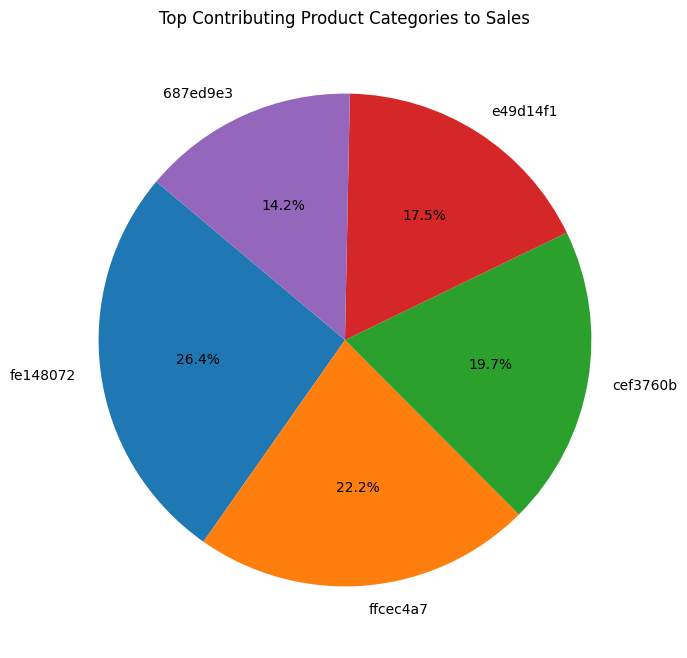 Top Contributing Product Categories to Sales
687ed9e3
e49d14f1
14.2%
17.5%
26.4%
19.7%
fe148072
cef3760b
22.2%
ffcec4a7